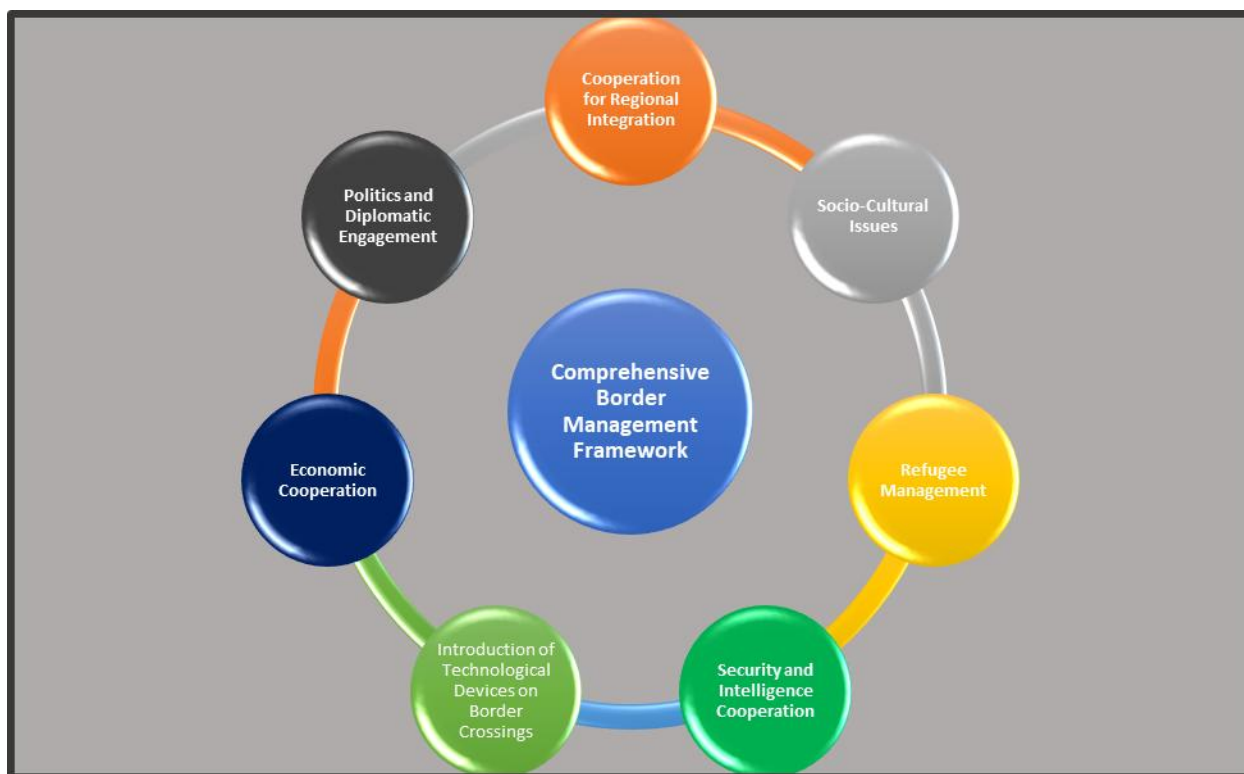 Cooperation
for Regional
Integration
Politics and
Diplomatic
Engagement
Socio-Cultural
Issues
Comprehensive
Border
Management
Framework
Economic
Cooperation
Refugee
Management
Introduction of
Technological
Devices on
Border
Crossings
Security and
Intelligence
Cooperation